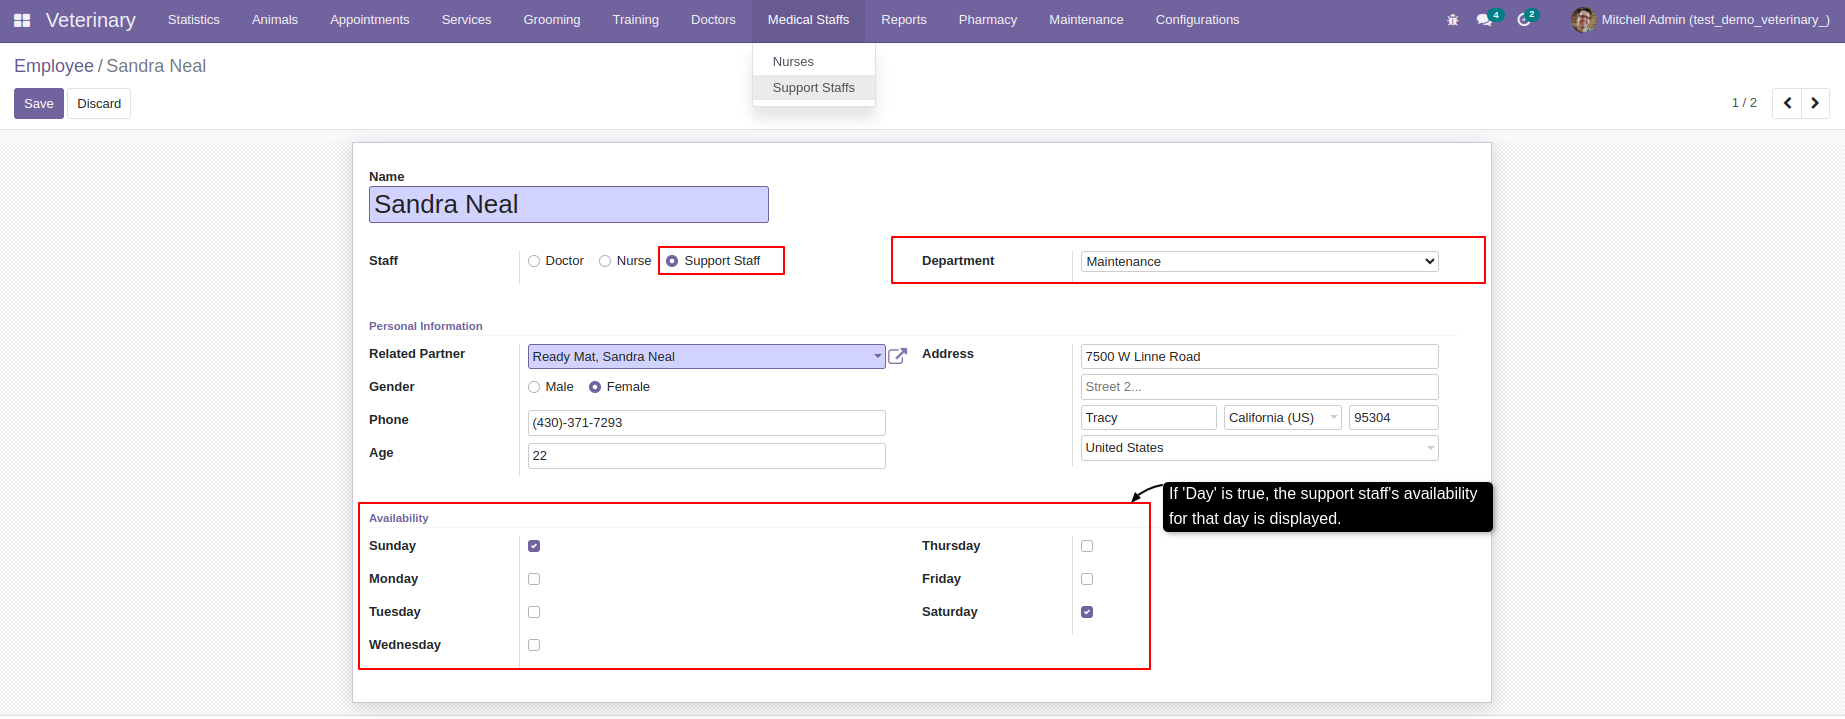 Veterinary Statistics Animals Appointments Services Grooming Training Doctors Medical Staffs Reports Pharmacy Maintenance Configurations 4 2 Mitchell Admin (test_demo_veterinary_)
Nurses
Support Staffs
Employee / Sandra Neal
Save Discard
1 / 2
Name
Sandra Neal
Staff Doctor Nurse Support Staff Department Maintenance
Personal Information
Related Partner Ready Mat, Sandra Neal Address 7500 W Linne Road
Gender Male Female Street 2...
Phone (430)-371-7293 Tracy California (US) 95304
Age 22 United States
If 'Day' is true, the support staff's availability
for that day is displayed.
Availability
Sunday Thursday
Monday Friday
Tuesday Saturday
Wednesday